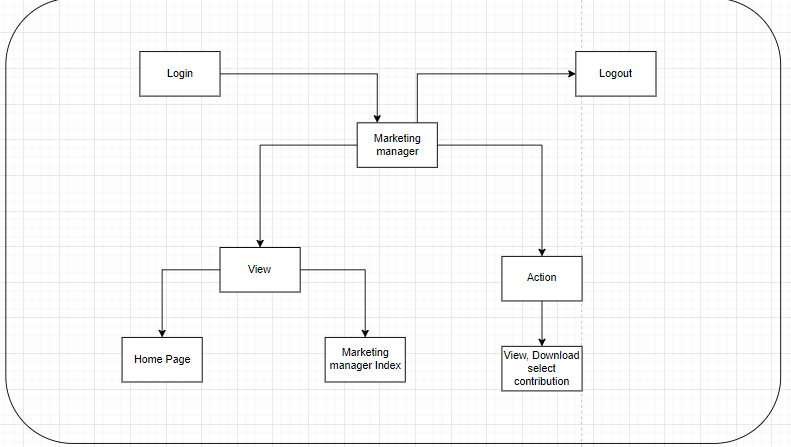 Login
Logout
Marketing
manager
View
Action
Home Page
Marketing
manager Index
View, Download
select
contribution